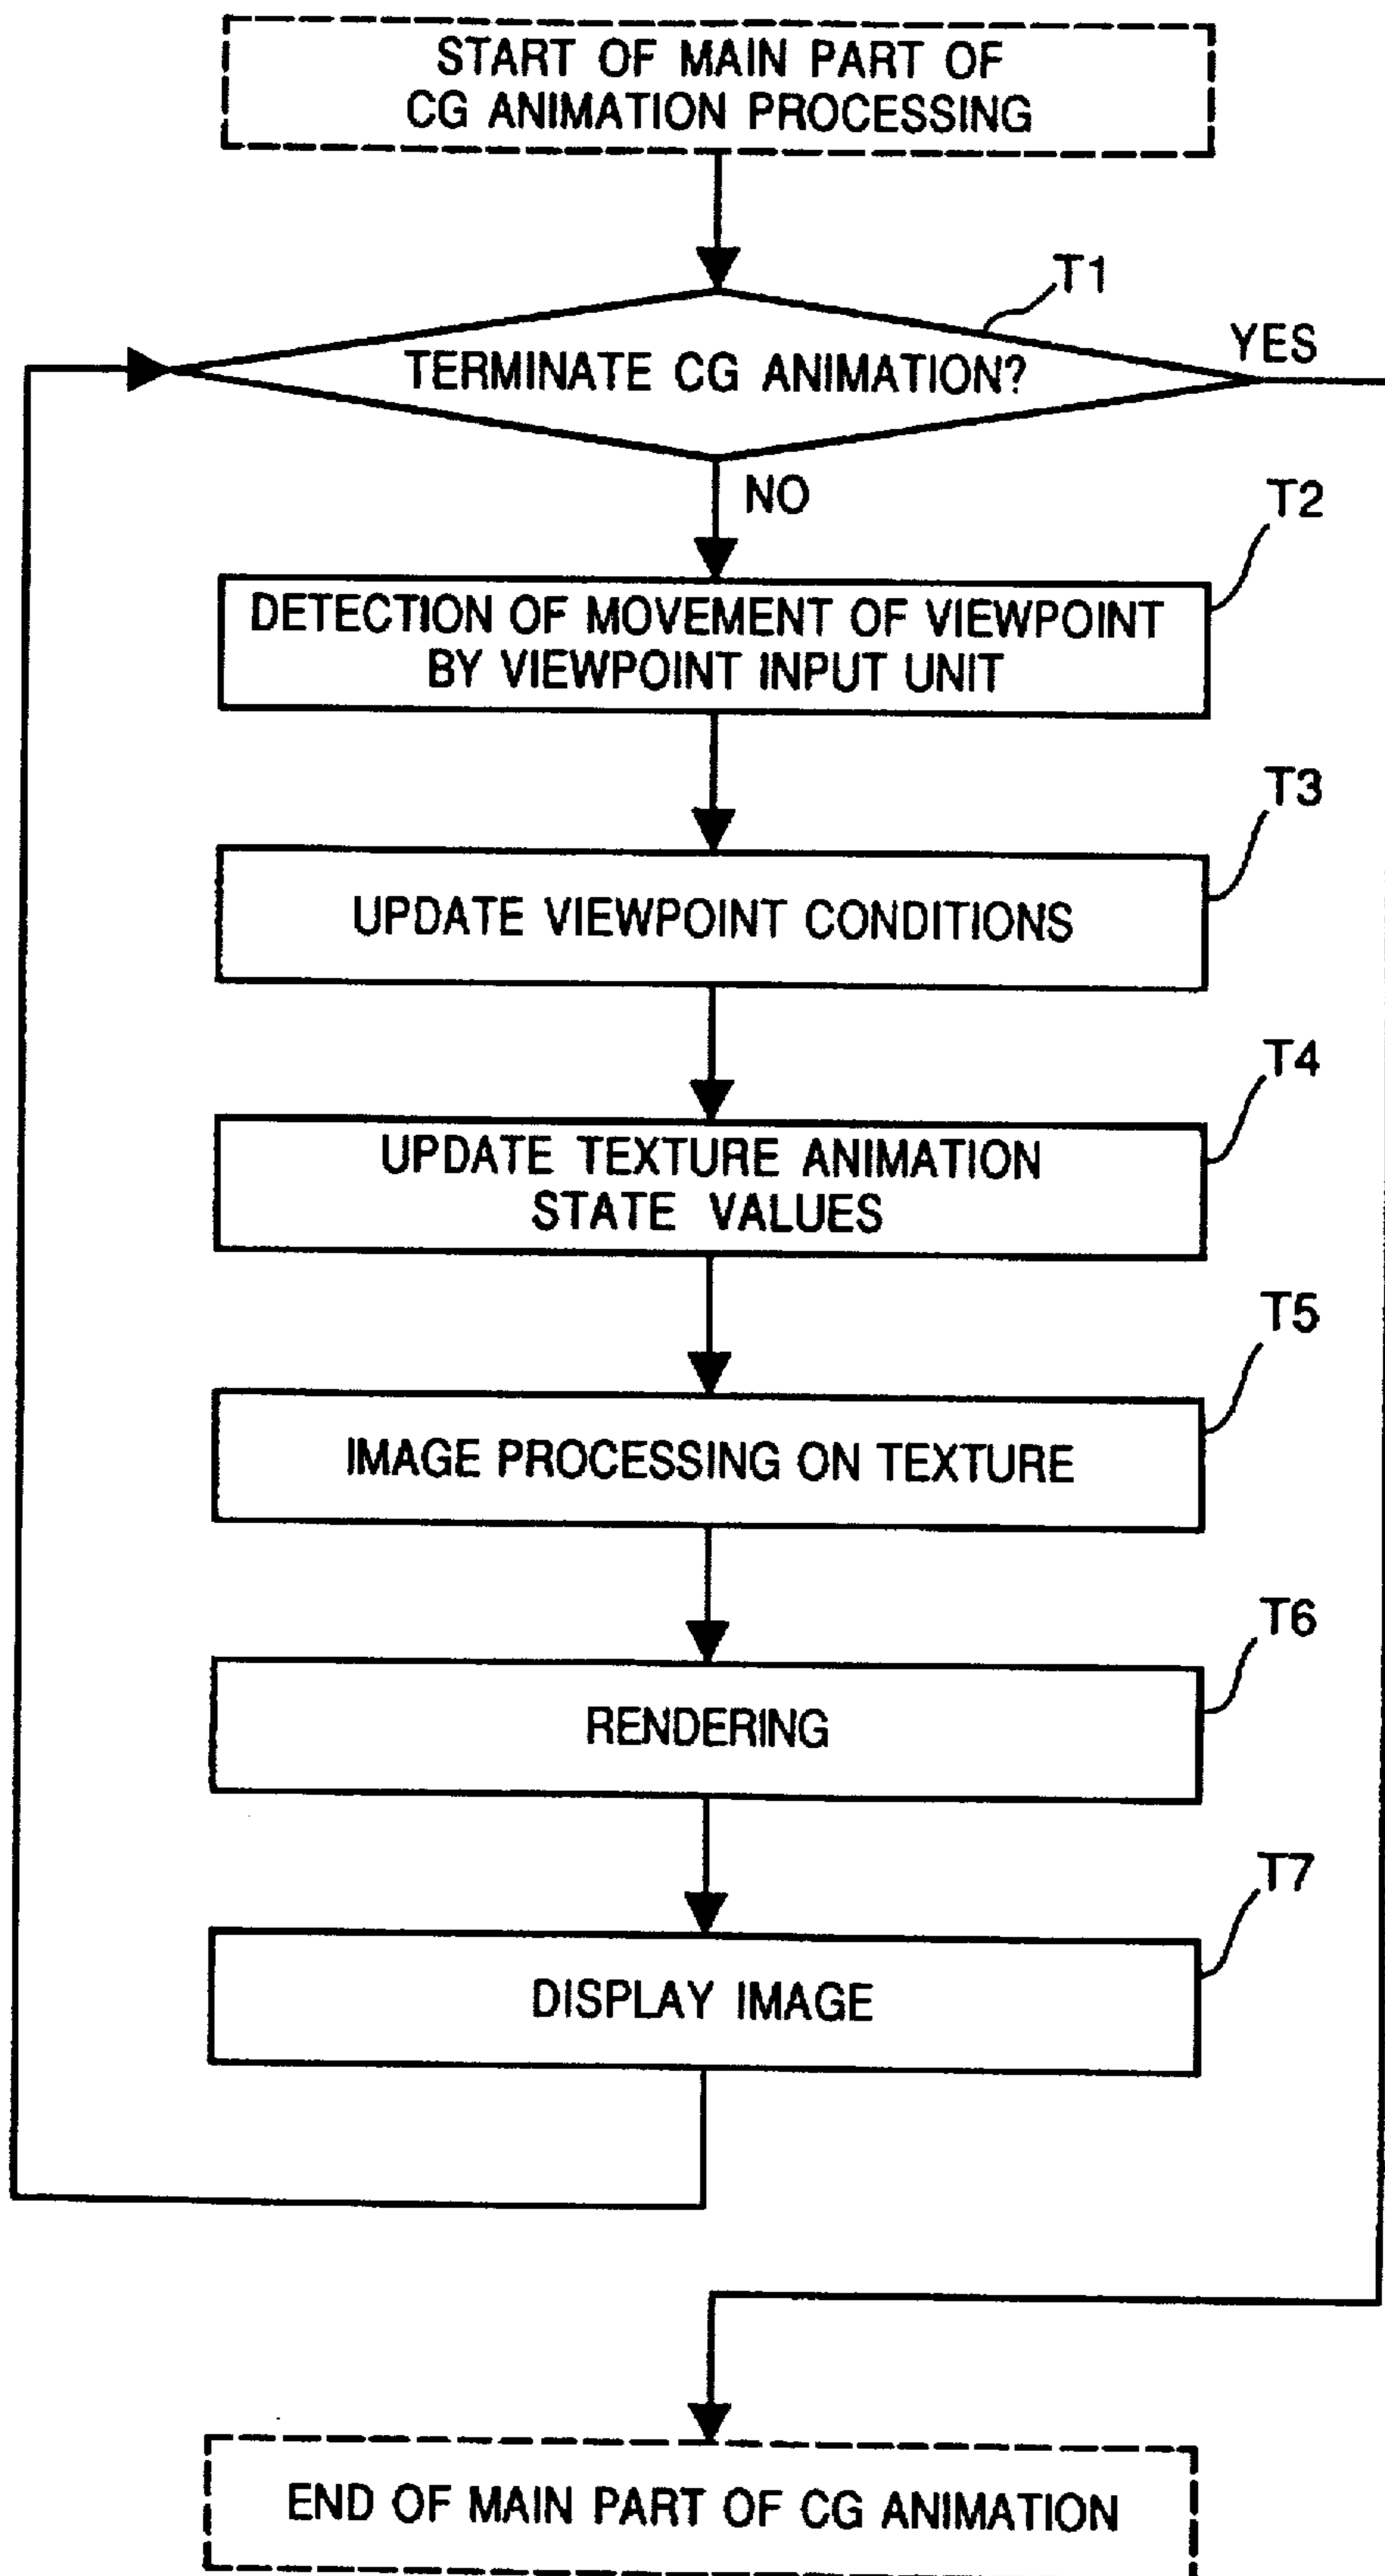 START OF MAIN PART OF
CG ANIMATION PROCESSING
T1
TERMINATE CG ANIMATION?
YES
NO
T2
DETECTION OF MOVEMENT OF VIEWPOINT
BY VIEWPOINT INPUT UNIT
T3
UPDATE VIEWPOINT CONDITIONS
T4
UPDATE TEXTURE ANIMATION
STATE VALUES
T5
IMAGE PROCESSING ON TEXTURE
T6
RENDERING
T7
DISPLAY IMAGE
END OF MAIN PART OF CG ANIMATION